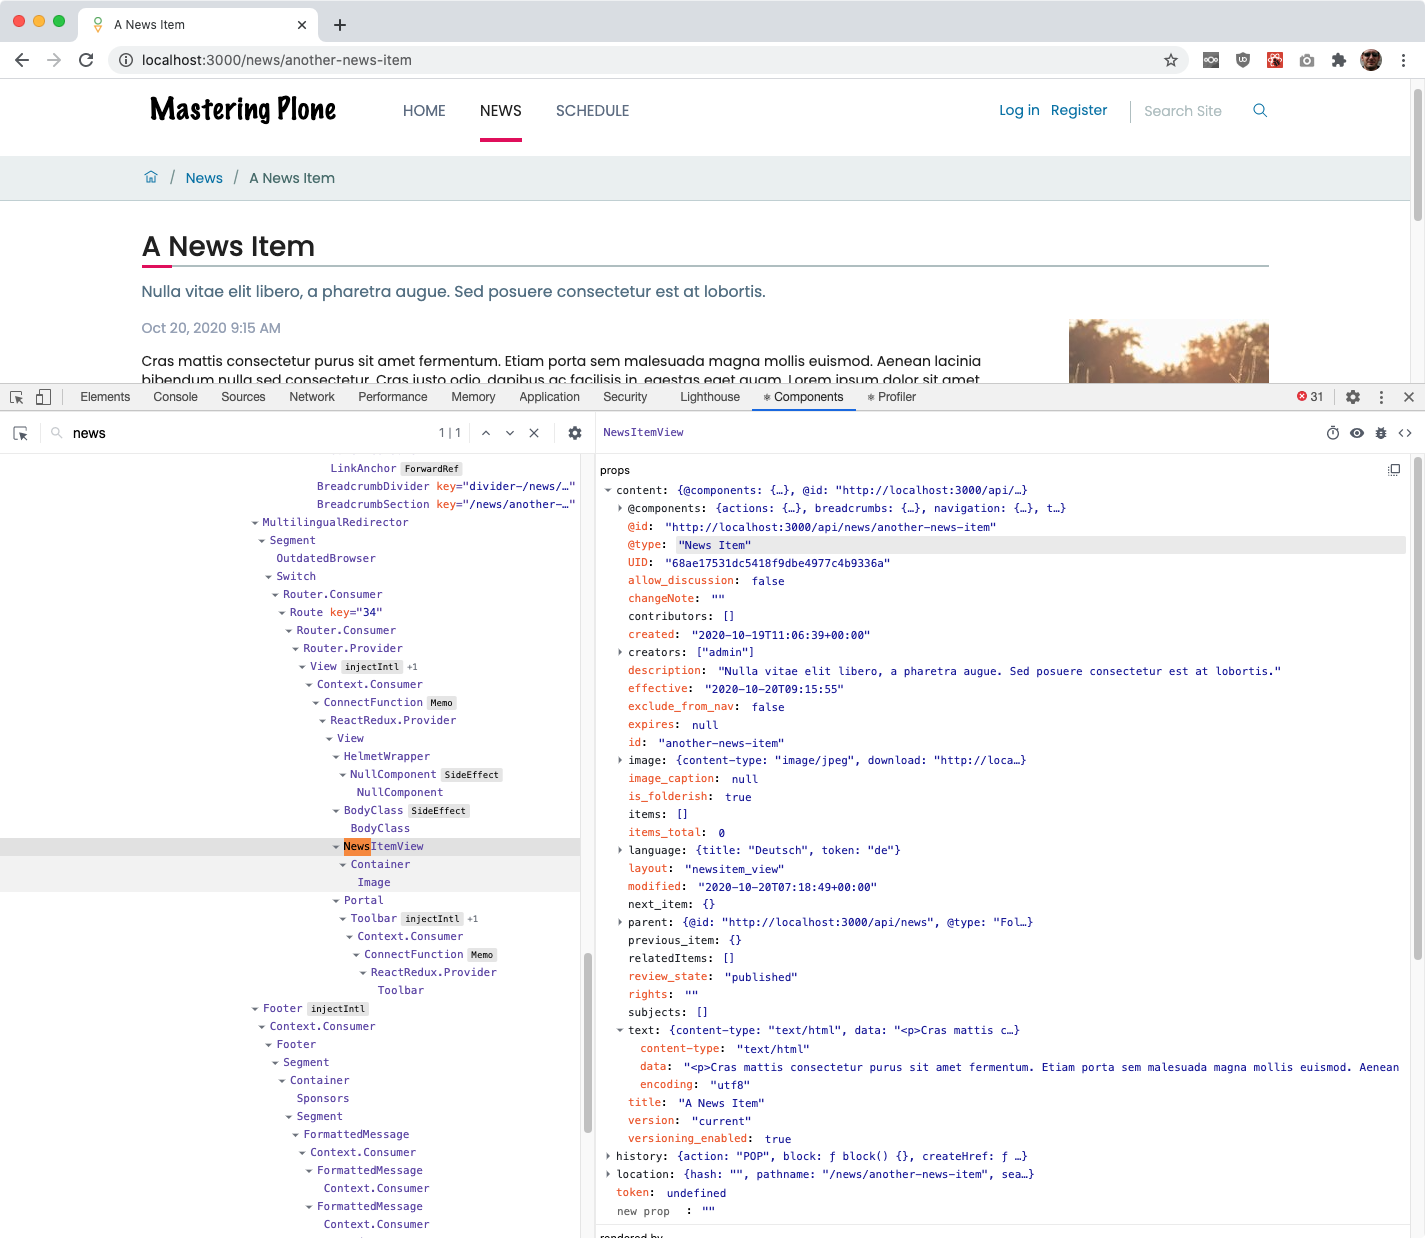 A News Item
localhost:3000/news/another-news-item
Mastering Plone
HOME NEWS SCHEDULE
Log in Register Search Site
/ News / A News Item
A News Item
Nulla vitae elit libero, a pharetra augue. Sed posuere consectetur est at lobortis.
Oct 20, 2020 9:15 AM
Cras mattis consectetur purus sit amet fermentum. Etiam porta sem malesuada magna mollis euismod. Aenean lacinia
bibendum nulla sed consectetur. Cras justo odio, dapibus ac facilisis in, egestas eget quam. Lorem ipsum dolor sit amet,
Elements Console Sources Network Performance Memory Application Security Lighthouse Components Profiler 31
news 1 | 1
LinkAnchor ForwardRef
BreadcrumbDivider key="divider-/news/…"
BreadcrumbSection key="/news/another-…"
MultilingualRedirector
Segment
OutdatedBrowser
Switch
Router.Consumer
Route key="34"
Router.Consumer
Router.Provider
View injectIntl +1
Context.Consumer
ConnectFunction Memo
ReactRedux.Provider
View
HelmetWrapper
NullComponent SideEffect
NullComponent
BodyClass SideEffect
BodyClass
NewsItemView
Container
Image
Portal
Toolbar injectIntl +1
Context.Consumer
ConnectFunction Memo
ReactRedux.Provider
Toolbar
Footer injectIntl
Context.Consumer
Footer
Segment
Container
Sponsors
Segment
FormattedMessage
Context.Consumer
FormattedMessage
Context.Consumer
FormattedMessage
Context.Consumer
NewsItemView
props
content: {@components: {…}, @id: "http://localhost:3000/api/…}
@components: {actions: {…}, breadcrumbs: {…}, navigation: {…}, t…}
@id: "http://localhost:3000/api/news/another-news-item"
@type: "News Item"
UID: "68ae17531dc5418f9dbe4977c4b9336a"
allow_discussion: false
changeNote: ""
contributors: []
created: "2020-10-19T11:06:39+00:00"
creators: ["admin"]
description: "Nulla vitae elit libero, a pharetra augue. Sed posuere consectetur est at lobortis."
effective: "2020-10-20T09:15:55"
exclude_from_nav: false
expires: null
id: "another-news-item"
image: {content-type: "image/jpeg", download: "http://loca…}
image_caption: null
is_folderish: true
items: []
items_total: 0
language: {title: "Deutsch", token: "de"}
layout: "newsitem_view"
modified: "2020-10-20T07:18:49+00:00"
next_item: {}
parent: {@id: "http://localhost:3000/api/news", @type: "Fol…}
previous_item: {}
relatedItems: []
review_state: "published"
rights: ""
subjects: []
text: {content-type: "text/html", data: "<p>Cras mattis c…}
content-type: "text/html"
data: "<p>Cras mattis consectetur purus sit amet fermentum. Etiam porta sem malesuada magna mollis euismod. Aenean
encoding: "utf8"
title: "A News Item"
version: "current"
versioning_enabled: true
history: {action: "POP", block: ƒ block() {}, createHref: ƒ …}
location: {hash: "", pathname: "/news/another-news-item", sea…}
token: undefined
new prop : ""
rendered by